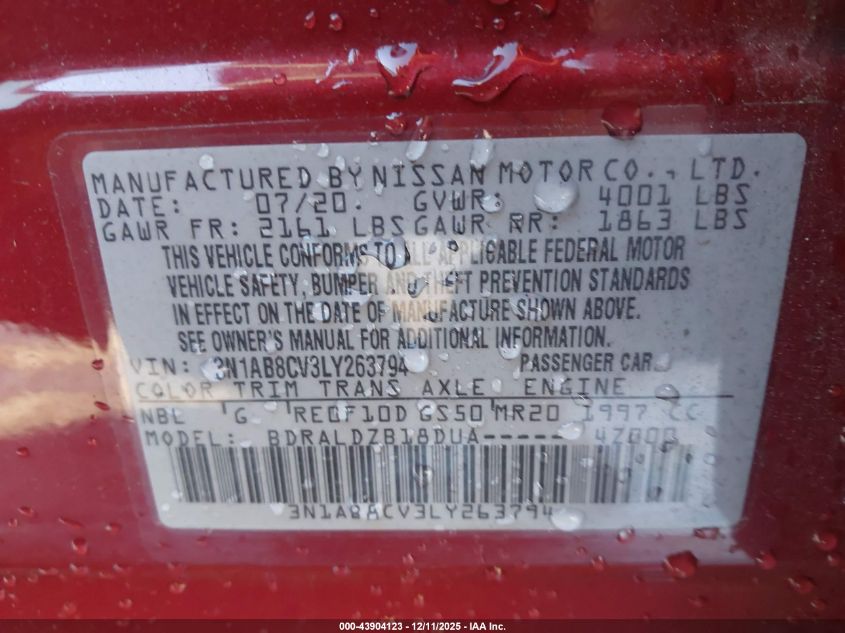 MANUFACTURED BY NISSAN MOTOR CO., LTD.
DATE: 07/20. GVWR: 4001 LBS
GAWR FR: 2161 LBS GAWR RR: 1863 LBS
THIS VEHICLE CONFORMS TO ALL APPLICABLE FEDERAL MOTOR
VEHICLE SAFETY, BUMPER AND THEFT PREVENTION STANDARDS
IN EFFECT ON THE DATE OF MANUFACTURE SHOWN ABOVE.
SEE OWNER'S MANUAL FOR ADDITIONAL INFORMATION.
VIN: 3N1AB8CV3LY263794 PASSENGER CAR
COLOR TRIM TRANS AXLE ENGINE
NBL G RE0F10D GS50 MR20 1997 CC
MODEL: BDRALDZB18DUA-----
3N1AB8CV3LY263794
000-43904123 - 12/11/2025 - IAA Inc.